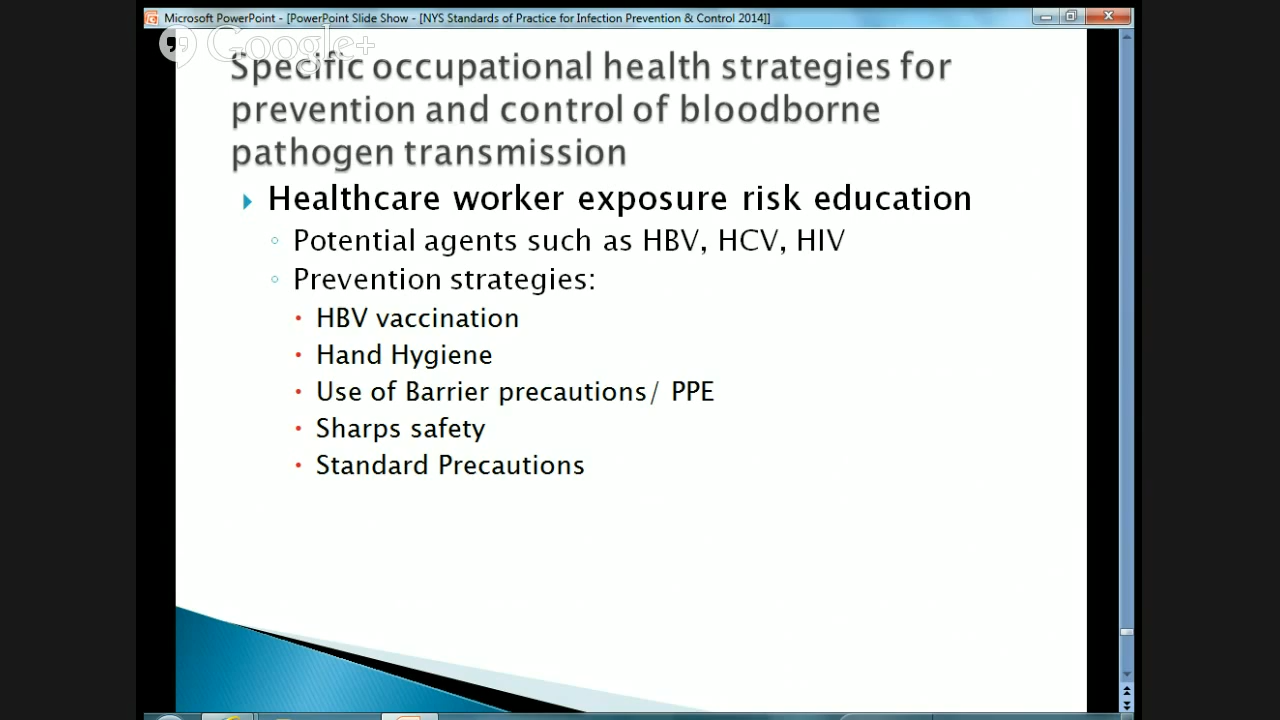 Microsoft PowerPoint - [PowerPoint Slide Show - [NYS Standards of Practice for Infection Prevention & Control 2014]]
Google+
Specific occupational health strategies for
prevention and control of bloodborne
pathogen transmission
Healthcare worker exposure risk education
Potential agents such as HBV, HCV, HIV
Prevention strategies:
HBV vaccination
Hand Hygiene
Use of Barrier precautions/ PPE
Sharps safety
Standard Precautions